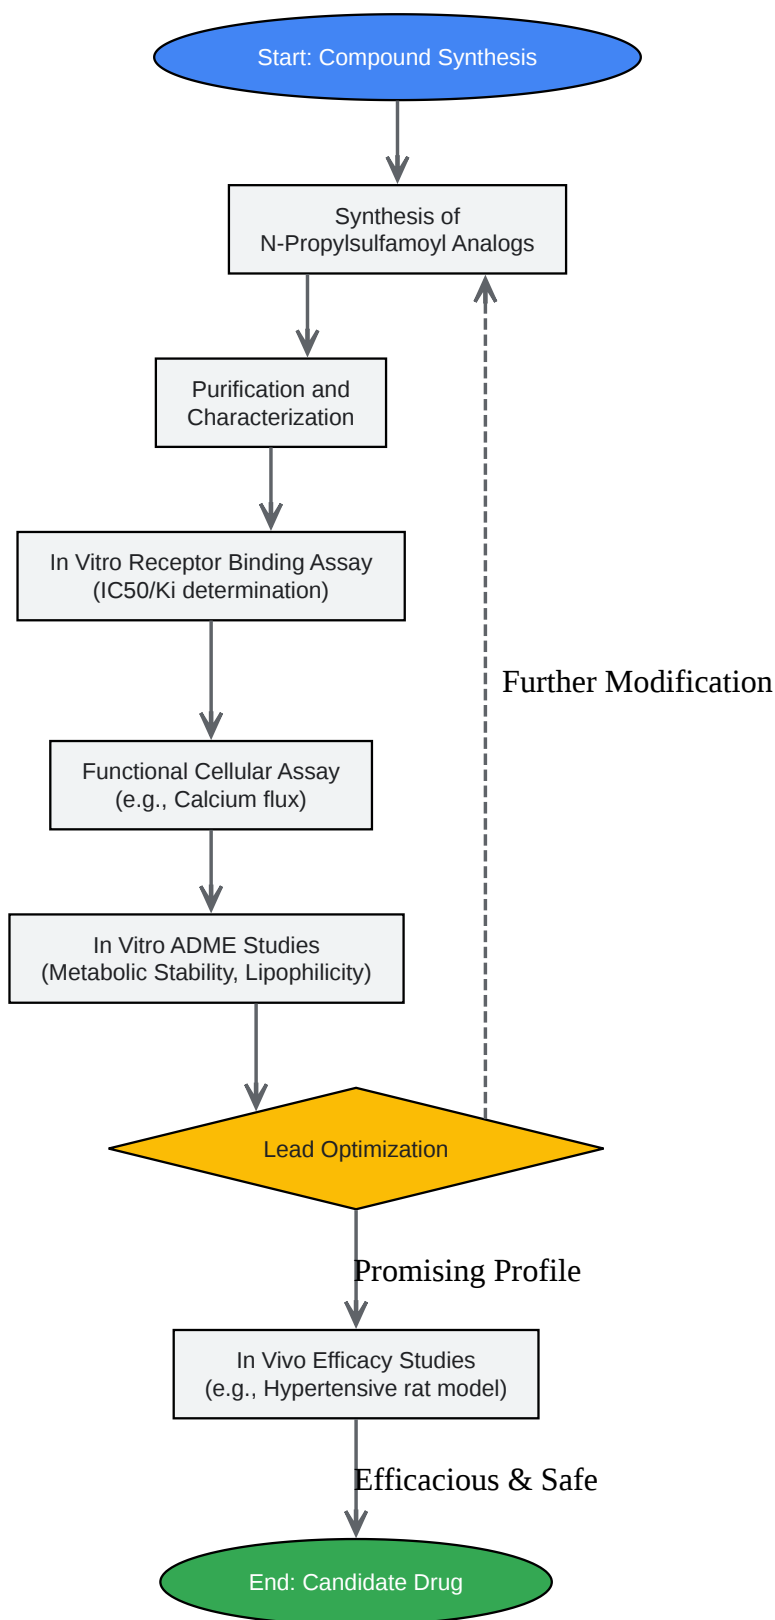 Start: Compound Synthesis
Synthesis of
N-Propylsulfamoyl Analogs
Purification and
Characterization
In Vitro Receptor Binding Assay
(IC50/Ki determination)
Further Modification
Functional Cellular Assay
(e.g., Calcium flux)
In Vitro ADME Studies
(Metabolic Stability, Lipophilicity)
Lead Optimization
Promising Profile
In Vivo Efficacy Studies
(e.g., Hypertensive rat model)
Efficacious & Safe
End: Candidate Drug